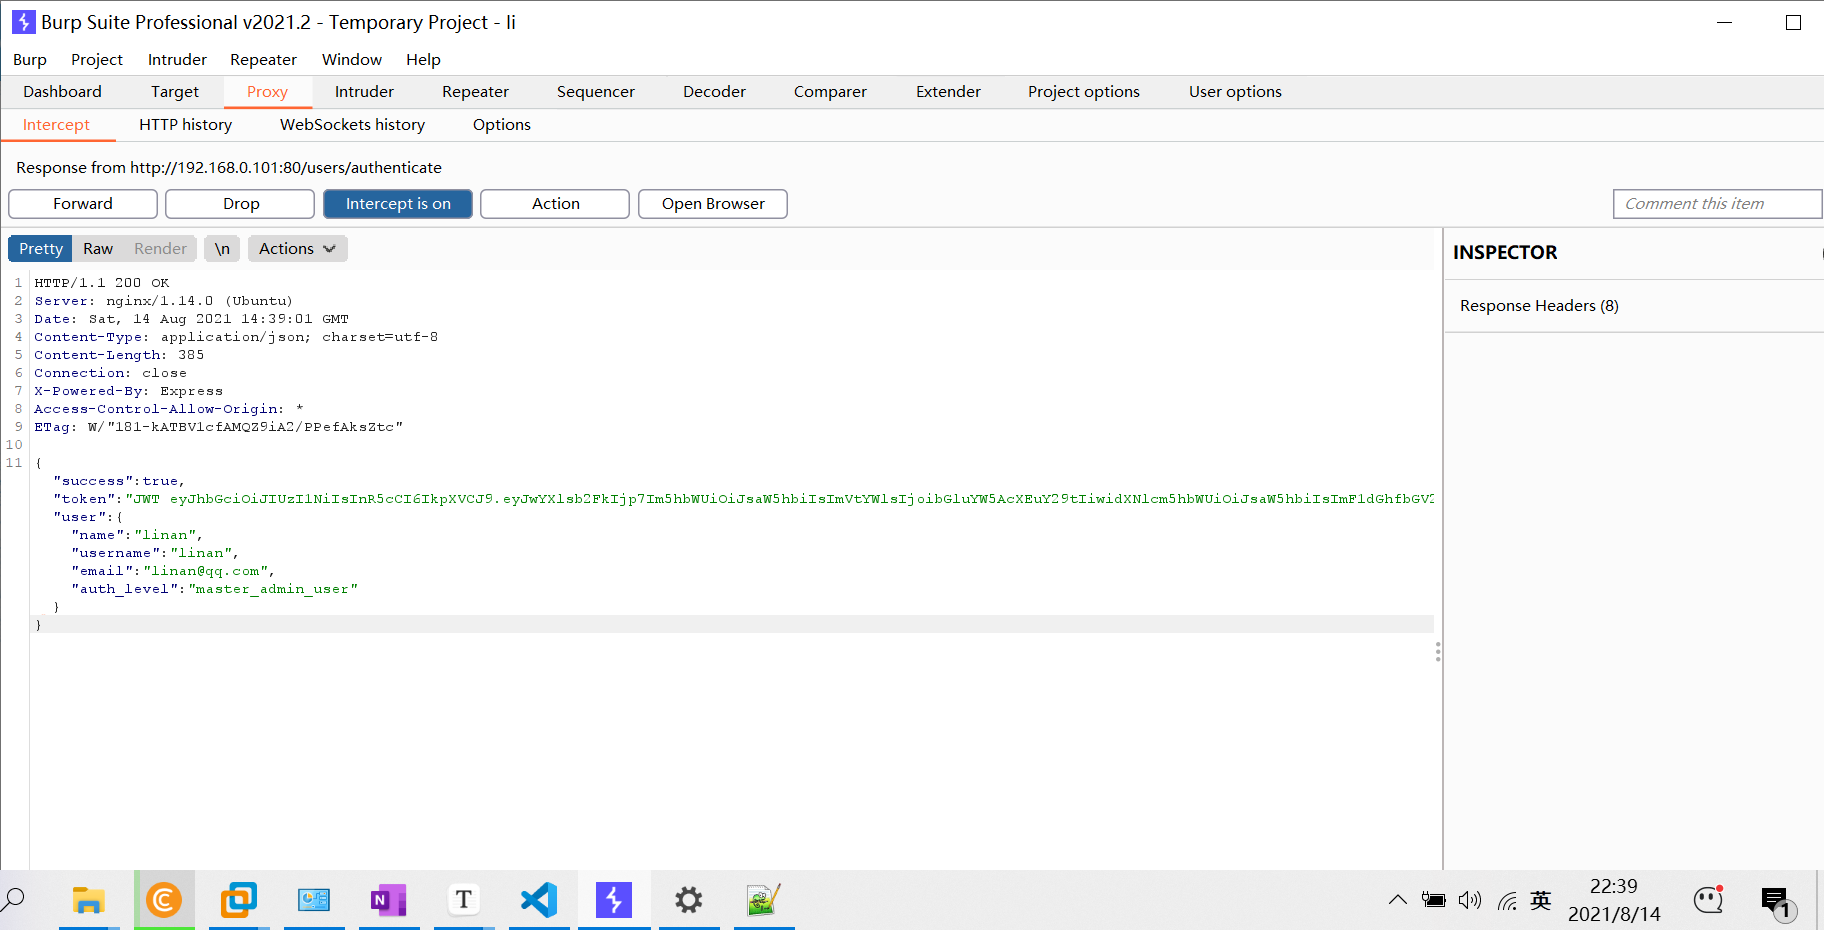 Burp Suite Professional v2021.2 - Temporary Project - li
Burp Project Intruder Repeater Window Help
Dashboard Target Proxy Intruder Repeater Sequencer Decoder Comparer Extender Project options User options
Intercept HTTP history WebSockets history Options
Response from http://192.168.0.101:80/users/authenticate
Forward Drop Intercept is on Action Open Browser Comment this item
Pretty Raw Render \n Actions
INSPECTOR
Response Headers (8)
1 HTTP/1.1 200 OK
2 Server: nginx/1.14.0 (Ubuntu)
3 Date: Sat, 14 Aug 2021 14:39:01 GMT
4 Content-Type: application/json; charset=utf-8
5 Content-Length: 385
6 Connection: close
7 X-Powered-By: Express
8 Access-Control-Allow-Origin: *
9 ETag: W/"181-kATBV1cfAMQZ9iA2/PPefAksZtc"
10
11 {
"success":true,
"token":"JWT eyJhbGciOiJIUzI1NiIsInR5cCI6IkpXVCJ9.eyJwYXlsb2FkIjp7Im5hbWUiOiJsaW5hbiIsImVtYWlsIjoibGluYW5AcXEuY29tIiwidXNlcm5hbWUiOiJsaW5hbiIsImF1dGhfbGV2
"user":{
"name":"linan",
"username":"linan",
"email":"linan@qq.com",
"auth_level":"master_admin_user"
}
}
英
22:39
2021/8/14
1